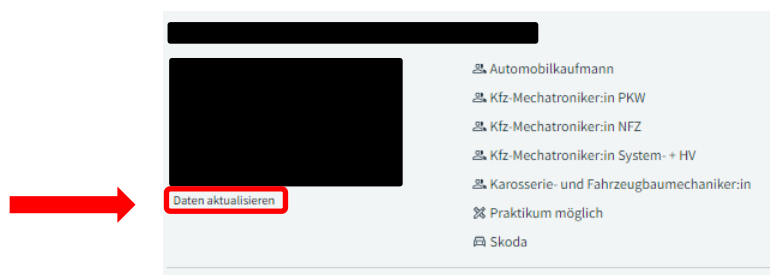 Automobilkaufmann
Kfz-Mechatroniker:in PKW
Kfz-Mechatroniker:in NFZ
Kfz-Mechatroniker:in System- + HV
Karosserie- und Fahrzeugbaumechaniker:in
Daten aktualisieren
Praktikum möglich
Skoda